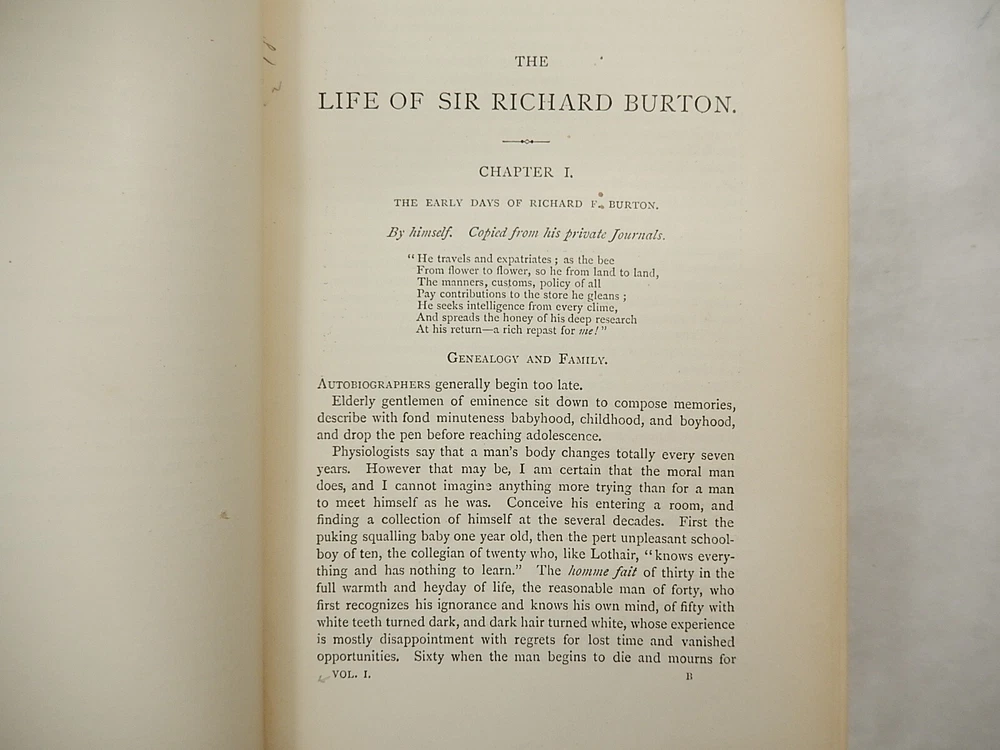 THE
LIFE OF SIR RICHARD BURTON.
CHAPTER I.
THE EARLY DAYS OF RICHARD F. BURTON.
By himself. Copied from his private Journals.
“He travels and expatriates; as the bee
From flower to flower, so he from land to land,
The manners, customs, policy of all
Pay contributions to the store he gleans;
He seeks intelligence from every clime,
And spreads the honey of his deep research
At his return—a rich repast for me!”
GENEALOGY AND FAMILY.
AUTOBIOGRAPHERS generally begin too late.
Elderly gentlemen of eminence sit down to compose memories,
describe with fond minuteness babyhood, childhood, and boyhood,
and drop the pen before reaching adolescence.
Physiologists say that a man's body changes totally every seven
years. However that may be, I am certain that the moral man
does, and I cannot imagine anything more trying than for a man
to meet himself as he was. Conceive his entering a room, and
finding a collection of himself at the several decades. First the
puking squalling baby one year old, then the pert unpleasant school-
boy of ten, the collegian of twenty who, like Lothair, “knows every-
thing and has nothing to learn.” The homme fait of thirty in the
full warmth and heyday of life, the reasonable man of forty, who
first recognizes his ignorance and knows his own mind, of fifty with
white teeth turned dark, and dark hair turned white, whose experience
is mostly disappointment with regrets for lost time and vanished
opportunities. Sixty when the man begins to die and mourns for
VOL. I. B